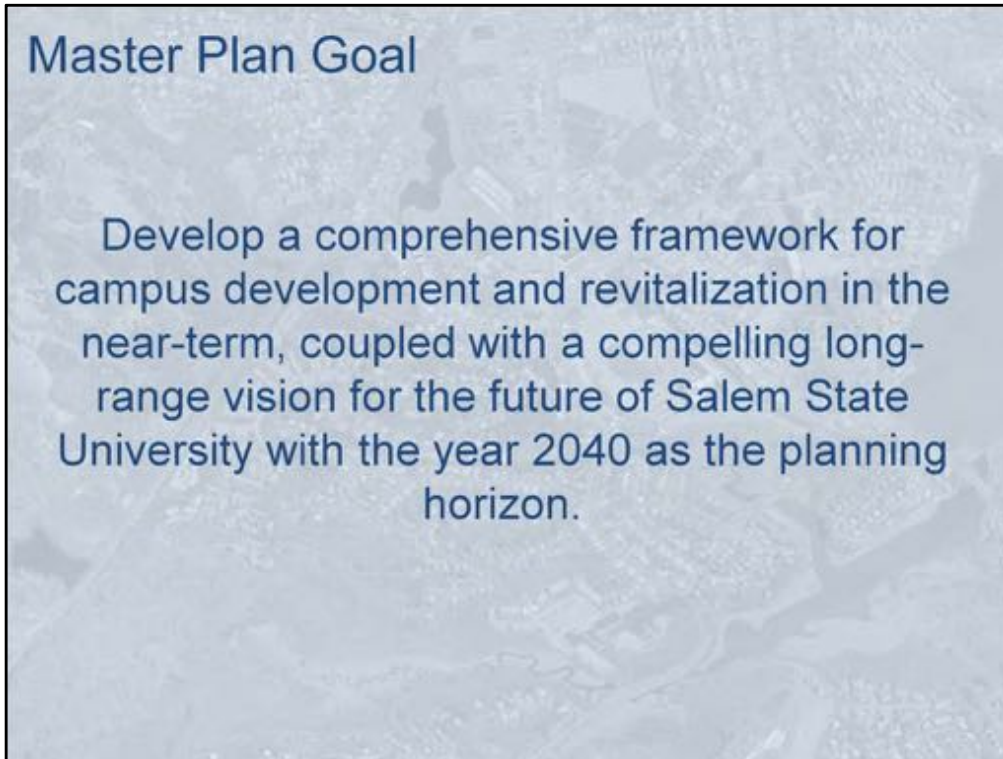 Master Plan Goal
Develop a comprehensive framework for
campus development and revitalization in the
near-term, coupled with a compelling long-
range vision for the future of Salem State
University with the year 2040 as the planning
horizon.